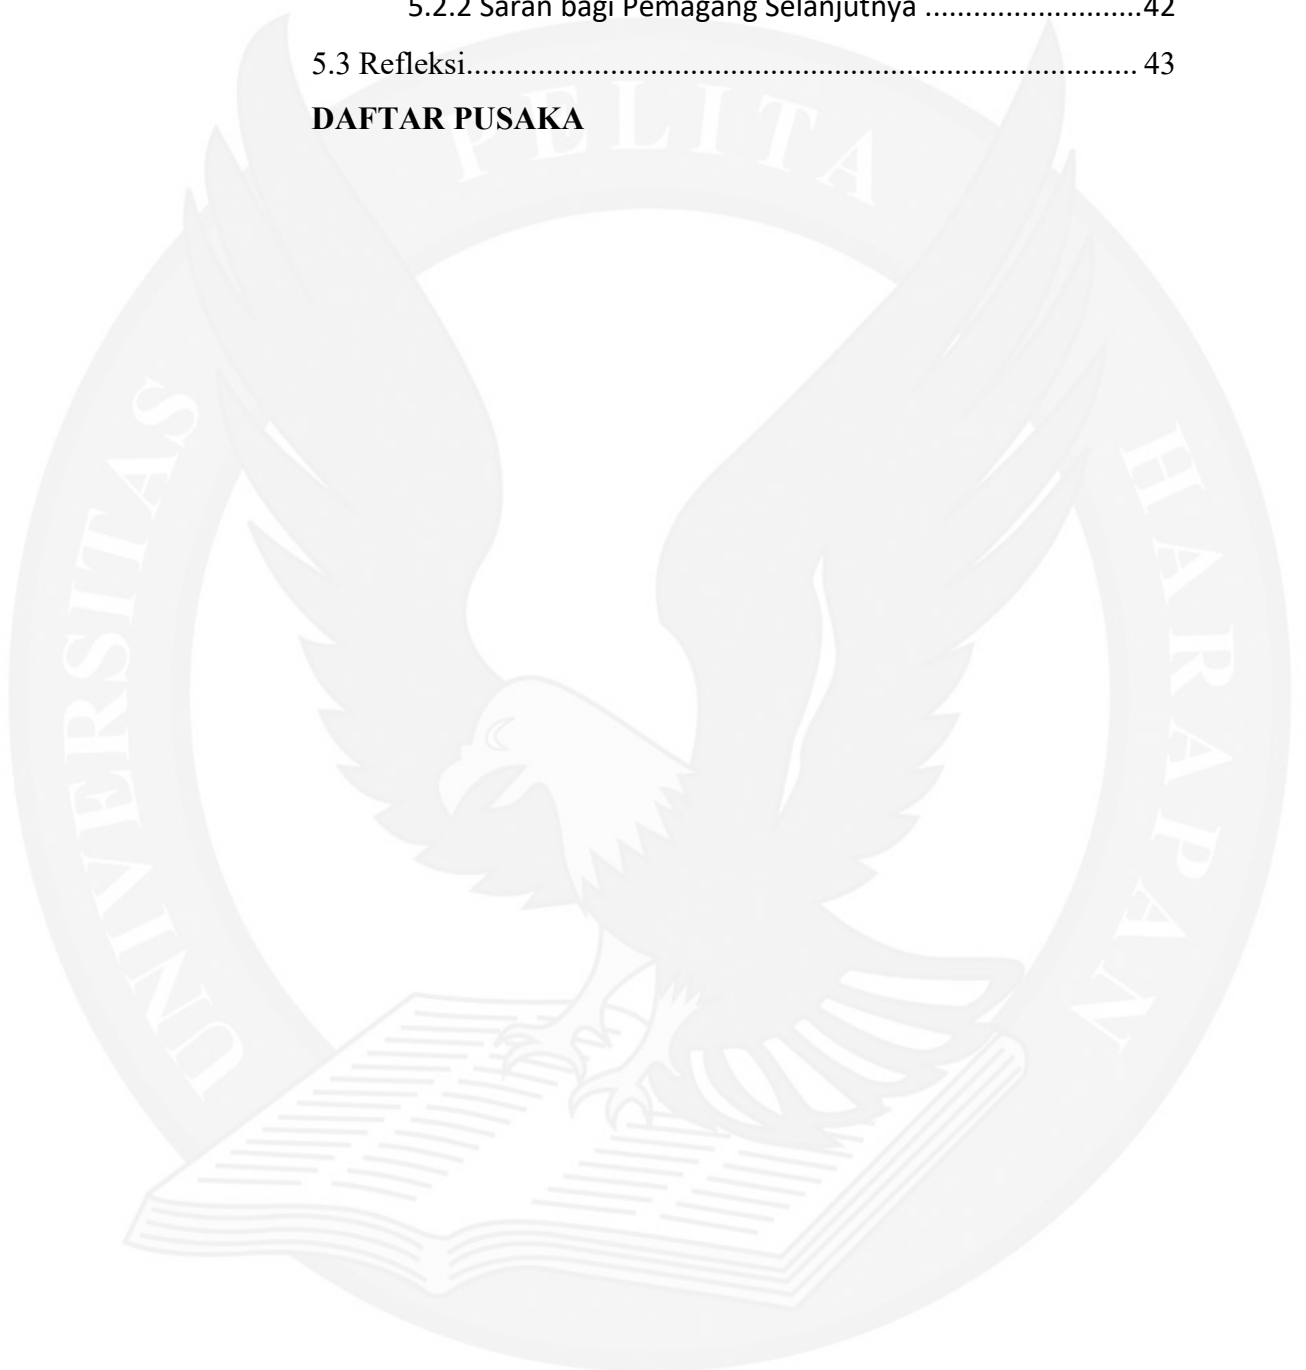 5.2.2 Saran bagi Pemagang Selanjutnya ...........................42
5.3 Refleksi.................................................................................... 43
DAFTAR PUSAKA
PELITA
UNIVERSITAS
HARAPAN